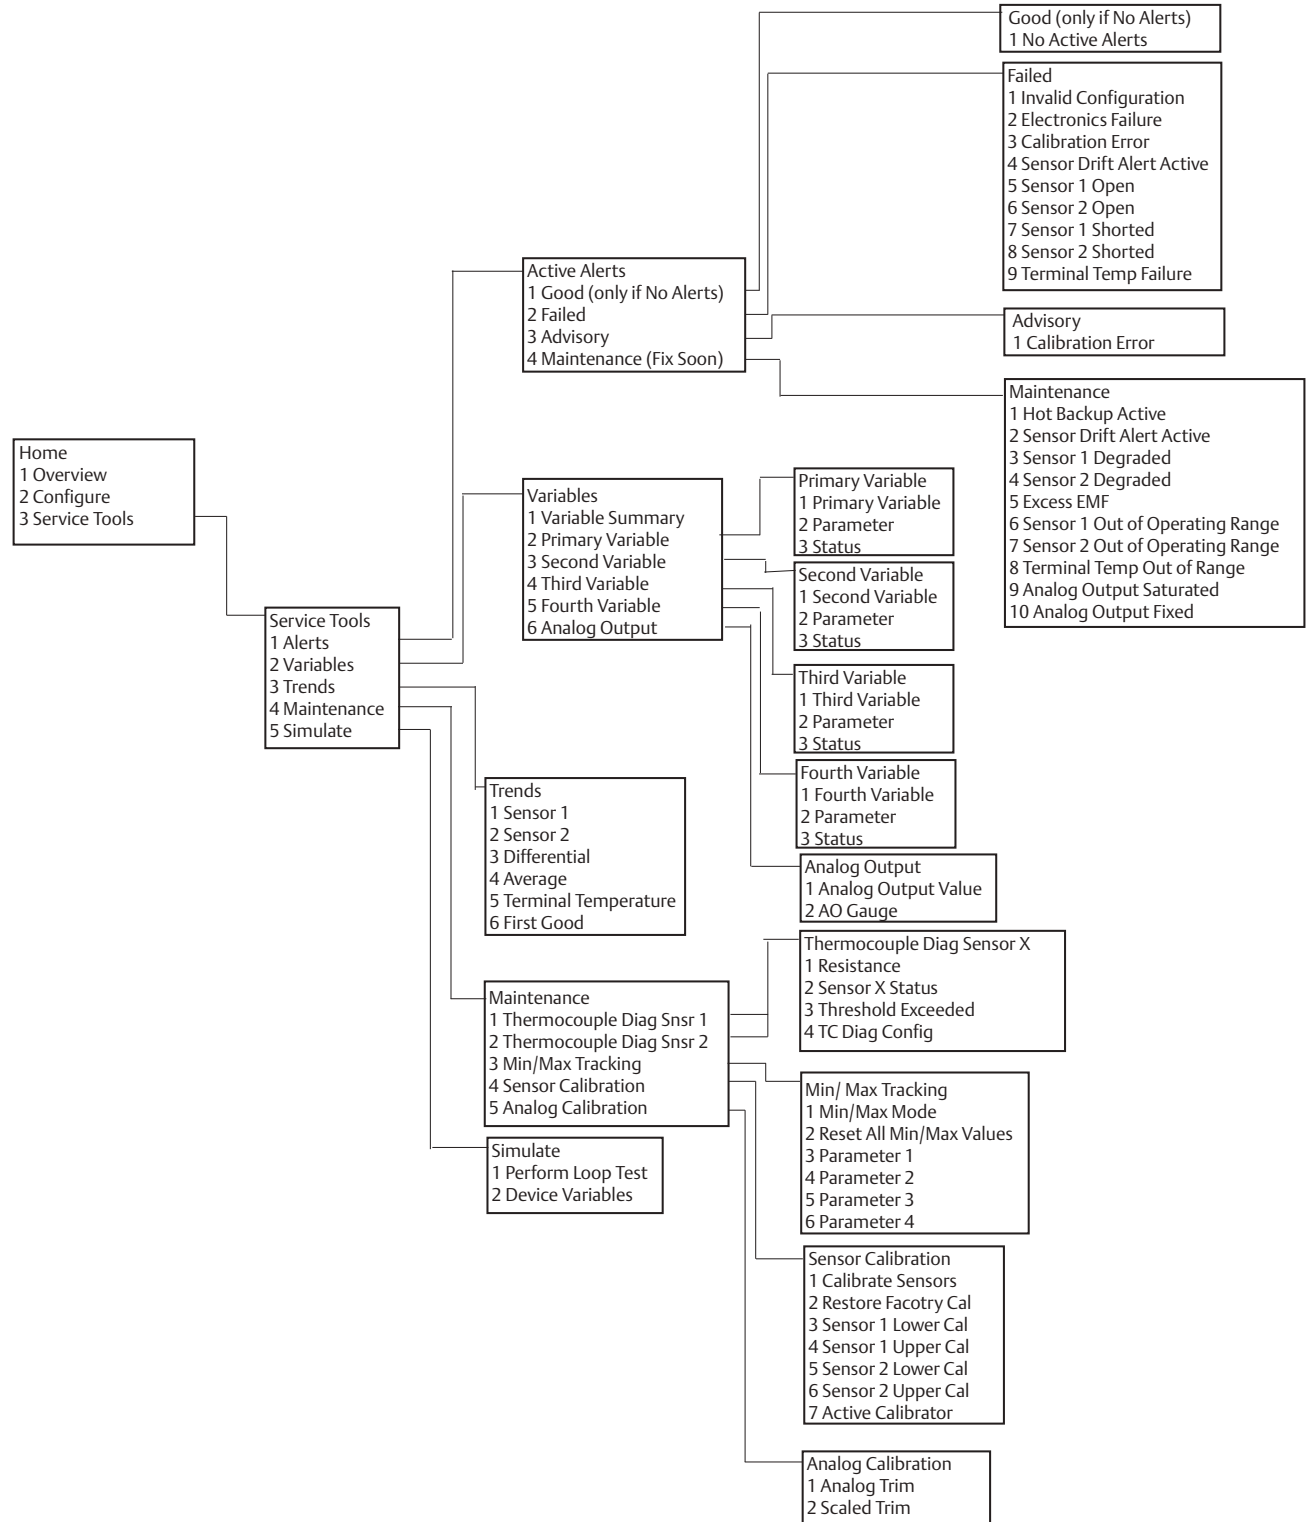 Home
1 Overview
2 Configure
3 Service Tools
Service Tools
1 Alerts
2 Variables
3 Trends
4 Maintenance
5 Simulate
Active Alerts
1 Good (only if No Alerts)
2 Failed
3 Advisory
4 Maintenance (Fix Soon)
Variables
1 Variable Summary
2 Primary Variable
3 Second Variable
4 Third Variable
5 Fourth Variable
6 Analog Output
Trends
1 Sensor 1
2 Sensor 2
3 Differential
4 Average
5 Terminal Temperature
6 First Good
Maintenance
1 Thermocouple Diag Snsr 1
2 Thermocouple Diag Snsr 2
3 Min/Max Tracking
4 Sensor Calibration
5 Analog Calibration
Simulate
1 Perform Loop Test
2 Device Variables
Good (only if No Alerts)
1 No Active Alerts
Failed
1 Invalid Configuration
2 Electronics Failure
3 Calibration Error
4 Sensor Drift Alert Active
5 Sensor 1 Open
6 Sensor 2 Open
7 Sensor 1 Shorted
8 Sensor 2 Shorted
9 Terminal Temp Failure
Advisory
1 Calibration Error
Maintenance
1 Hot Backup Active
2 Sensor Drift Alert Active
3 Sensor 1 Degraded
4 Sensor 2 Degraded
5 Excess EMF
6 Sensor 1 Out of Operating Range
7 Sensor 2 Out of Operating Range
8 Terminal Temp Out of Range
9 Analog Output Saturated
10 Analog Output Fixed
Primary Variable
1 Primary Variable
2 Parameter
3 Status
Second Variable
1 Second Variable
2 Parameter
3 Status
Third Variable
1 Third Variable
2 Parameter
3 Status
Fourth Variable
1 Fourth Variable
2 Parameter
3 Status
Analog Output
1 Analog Output Value
2 AO Gauge
Thermocouple Diag Sensor X
1 Resistance
2 Sensor X Status
3 Threshold Exceeded
4 TC Diag Config
Min/ Max Tracking
1 Min/Max Mode
2 Reset All Min/Max Values
3 Parameter 1
4 Parameter 2
5 Parameter 3
6 Parameter 4
Sensor Calibration
1 Calibrate Sensors
2 Restore Facotry Cal
3 Sensor 1 Lower Cal
4 Sensor 1 Upper Cal
5 Sensor 2 Lower Cal
6 Sensor 2 Upper Cal
7 Active Calibrator
Analog Calibration
1 Analog Trim
2 Scaled Trim